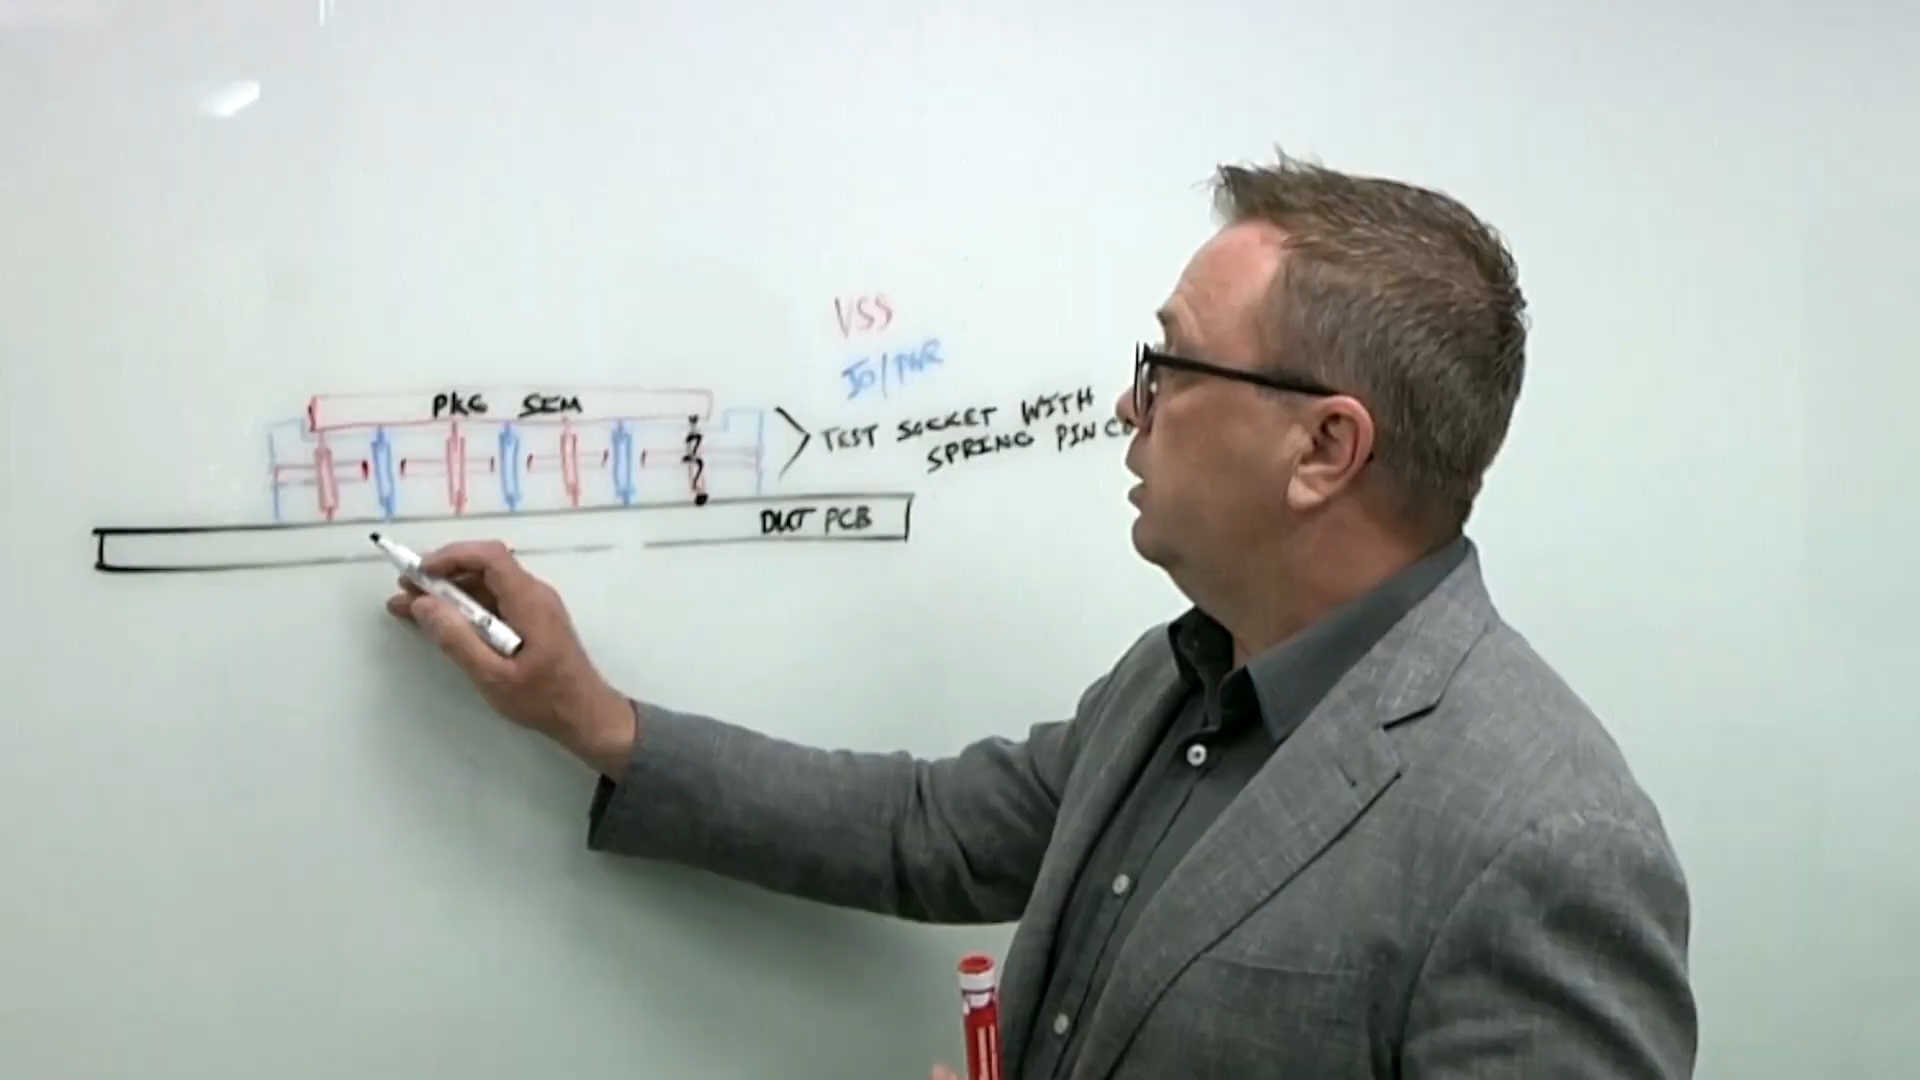 VSS
IO/PWR
PKG SEM
TEST SOCKET WITH
SPRING PIN CO
DUT PCB